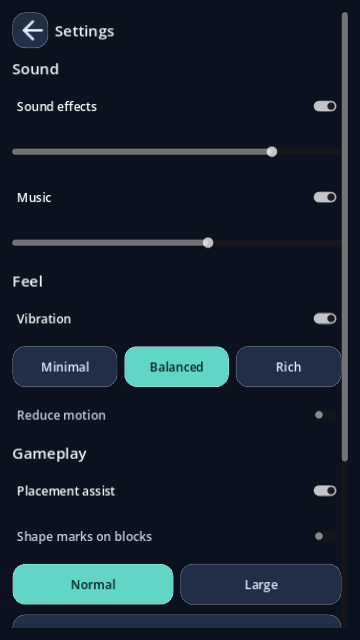 Settings
Sound
Sound effects
Music
Feel
Vibration
Minimal Balanced Rich
Reduce motion
Gameplay
Placement assist
Shape marks on blocks
Normal Large